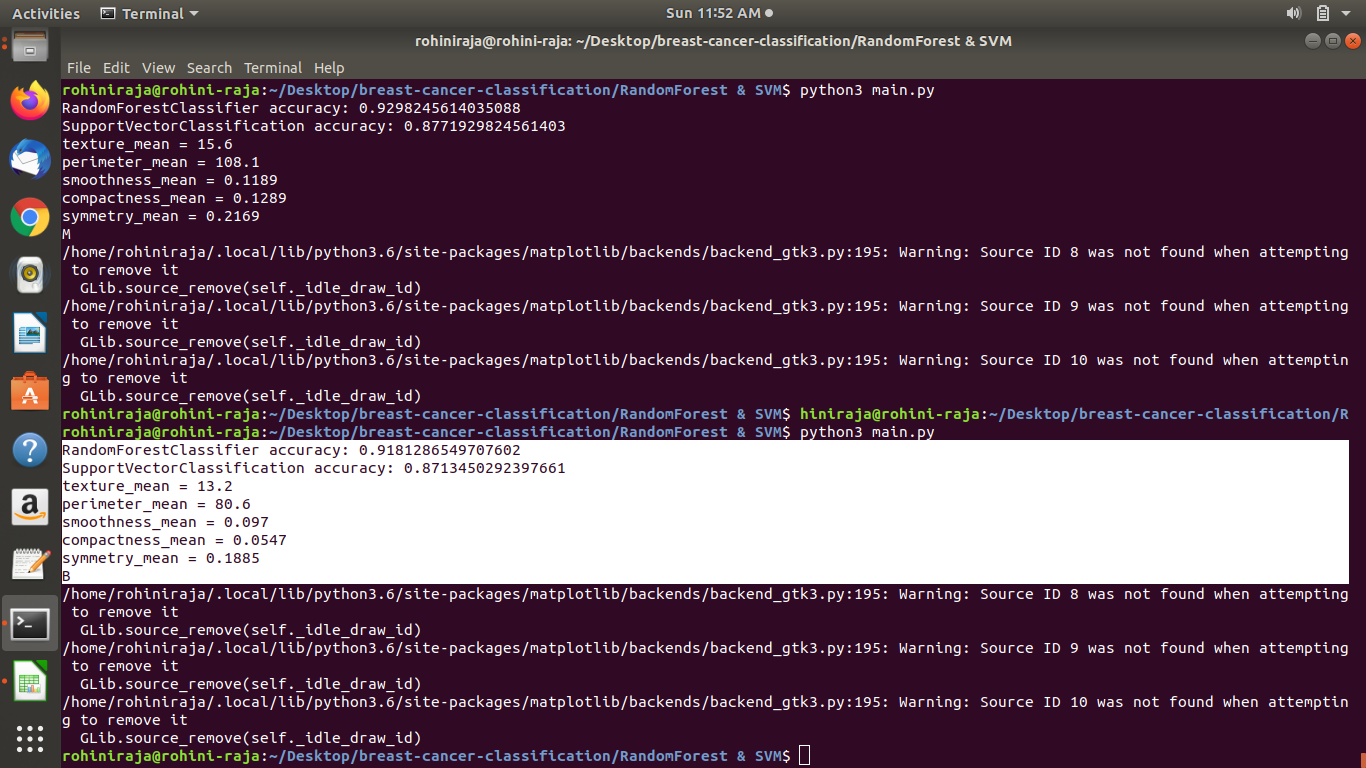 Activities Terminal Sun 11:52 AM
rohiniraja@rohini-raja: ~/Desktop/breast-cancer-classification/RandomForest & SVM
File Edit View Search Terminal Help
rohiniraja@rohini-raja:~/Desktop/breast-cancer-classification/RandomForest & SVM$ python3 main.py
RandomForestClassifier accuracy: 0.9298245614035088
SupportVectorClassification accuracy: 0.8771929824561403
texture_mean = 15.6
perimeter_mean = 108.1
smoothness_mean = 0.1189
compactness_mean = 0.1289
symmetry_mean = 0.2169
M
/home/rohiniraja/.local/lib/python3.6/site-packages/matplotlib/backends/backend_gtk3.py:195: Warning: Source ID 8 was not found when attempting
 to remove it
  GLib.source_remove(self._idle_draw_id)
/home/rohiniraja/.local/lib/python3.6/site-packages/matplotlib/backends/backend_gtk3.py:195: Warning: Source ID 9 was not found when attempting
 to remove it
  GLib.source_remove(self._idle_draw_id)
/home/rohiniraja/.local/lib/python3.6/site-packages/matplotlib/backends/backend_gtk3.py:195: Warning: Source ID 10 was not found when attemptin
g to remove it
  GLib.source_remove(self._idle_draw_id)
rohiniraja@rohini-raja:~/Desktop/breast-cancer-classification/RandomForest & SVM$ hiniraja@rohini-raja:~/Desktop/breast-cancer-classification/R
rohiniraja@rohini-raja:~/Desktop/breast-cancer-classification/RandomForest & SVM$ python3 main.py
RandomForestClassifier accuracy: 0.9181286549707602
SupportVectorClassification accuracy: 0.8713450292397661
texture_mean = 13.2
perimeter_mean = 80.6
smoothness_mean = 0.097
compactness_mean = 0.0547
symmetry_mean = 0.1885
B
/home/rohiniraja/.local/lib/python3.6/site-packages/matplotlib/backends/backend_gtk3.py:195: Warning: Source ID 8 was not found when attempting
 to remove it
  GLib.source_remove(self._idle_draw_id)
/home/rohiniraja/.local/lib/python3.6/site-packages/matplotlib/backends/backend_gtk3.py:195: Warning: Source ID 9 was not found when attempting
 to remove it
  GLib.source_remove(self._idle_draw_id)
/home/rohiniraja/.local/lib/python3.6/site-packages/matplotlib/backends/backend_gtk3.py:195: Warning: Source ID 10 was not found when attemptin
g to remove it
  GLib.source_remove(self._idle_draw_id)
rohiniraja@rohini-raja:~/Desktop/breast-cancer-classification/RandomForest & SVM$